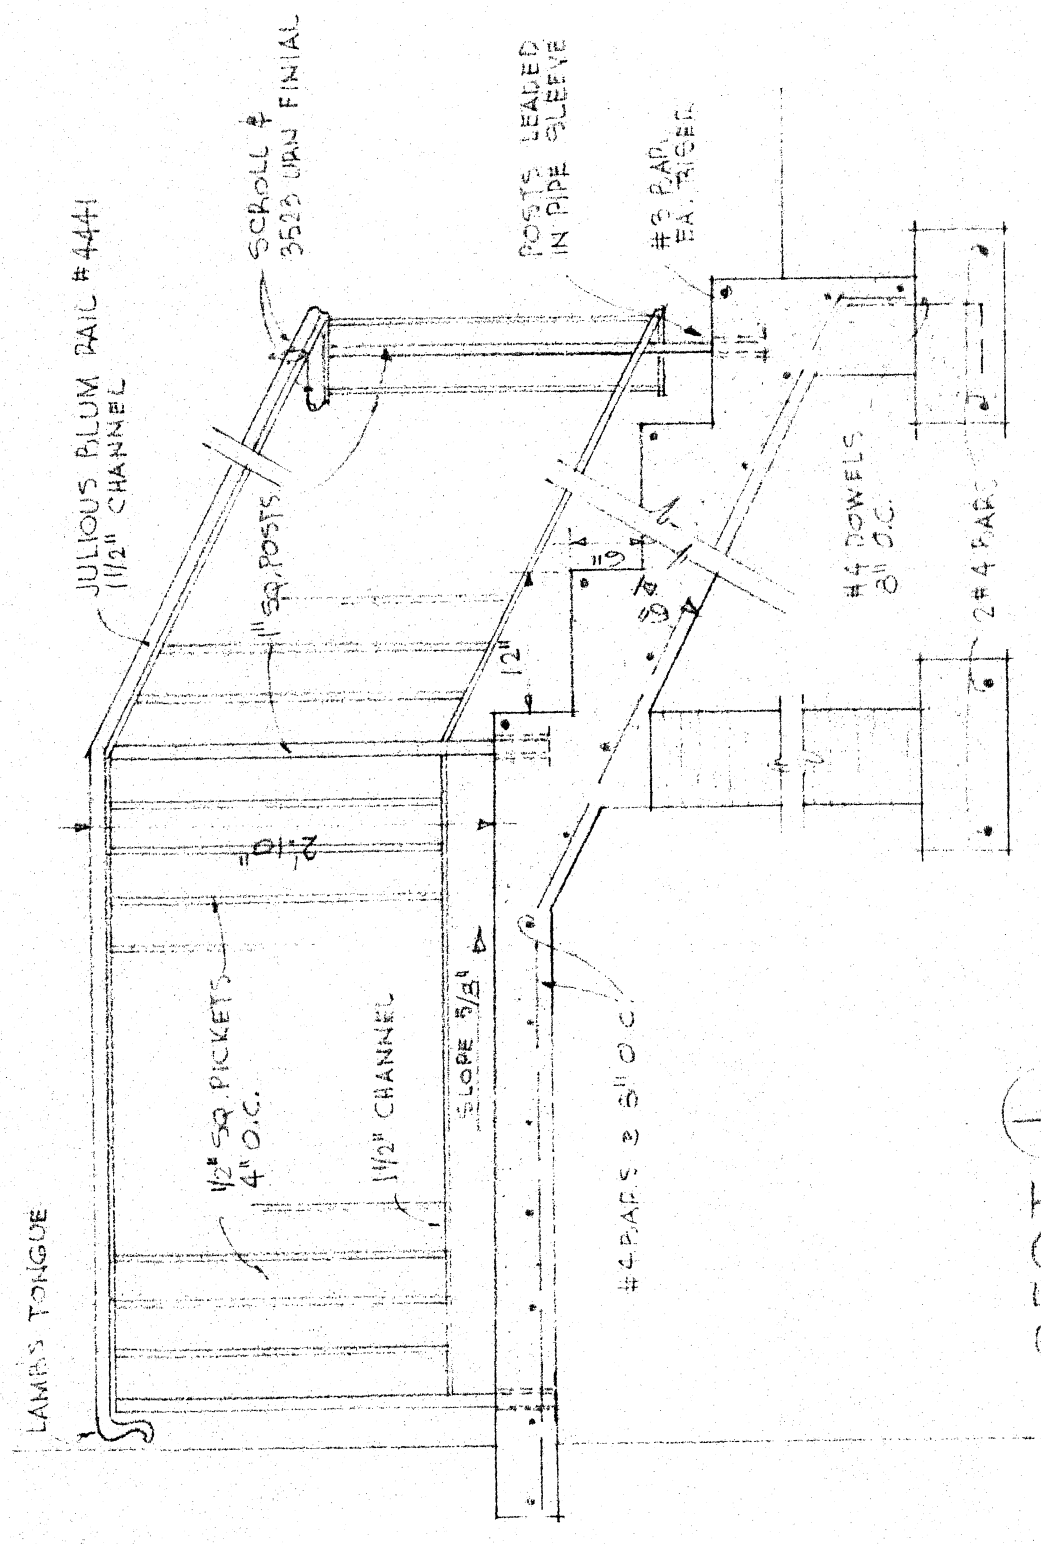 LAMBS TONGUE
JULIOUS BLUM RAIL #4441
1 1/2" CHANNEL
SCROLL &
3523 URN FINIAL
1" SQ. POSTS
POSTS LEADED
IN PIPE SLEEVE
#3 BAR
EA. RISER
2'-10"
1/2" SQ. PICKETS
4" O.C.
1 1/2" CHANNEL
SLOPE 5/8"
12"
6"
#4 BARS @ 8" O.C.
#4 DOWELS
8" O.C.
2 #4 BARS
1